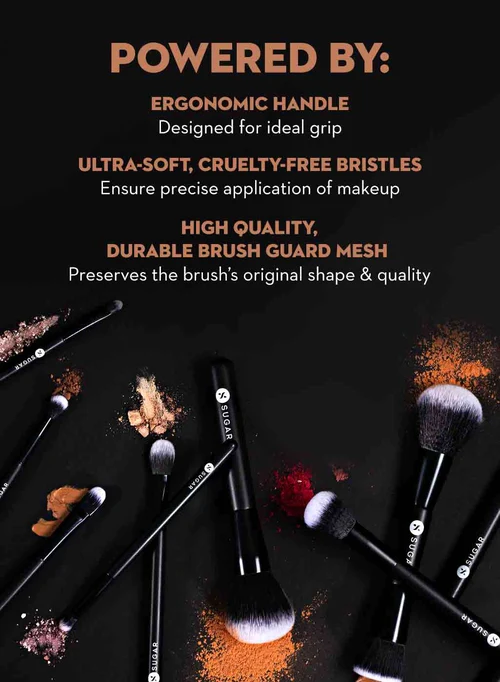 POWERED BY:
ERGONOMIC HANDLE
Designed for ideal grip
ULTRA-SOFT, CRUELTY-FREE BRISTLES
Ensure precise application of makeup
HIGH QUALITY,
DURABLE BRUSH GUARD MESH
Preserves the brush's original shape & quality
SUGAR
SUGAR
SUGAR
SUGAR
SUGAR
SUGAR
SUGAR